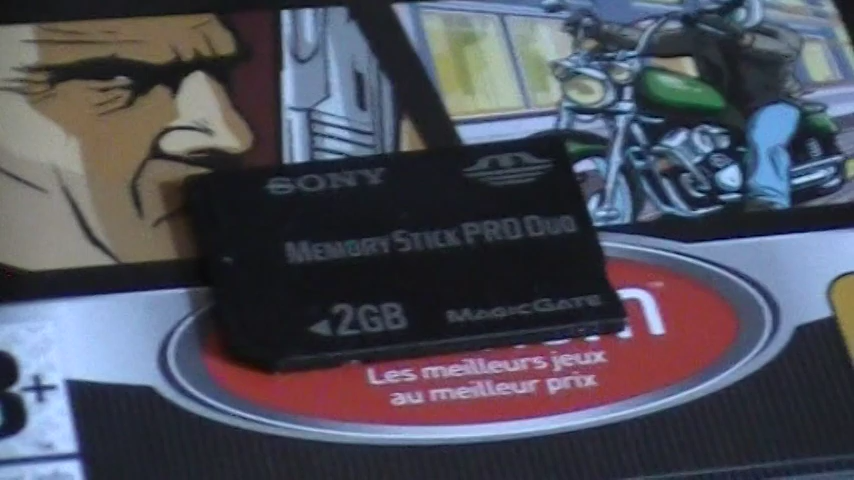 SONY
MEMORY STICK PRO DUO
2GB
MAGICGATE
Les meilleurs jeux
au meilleur prix